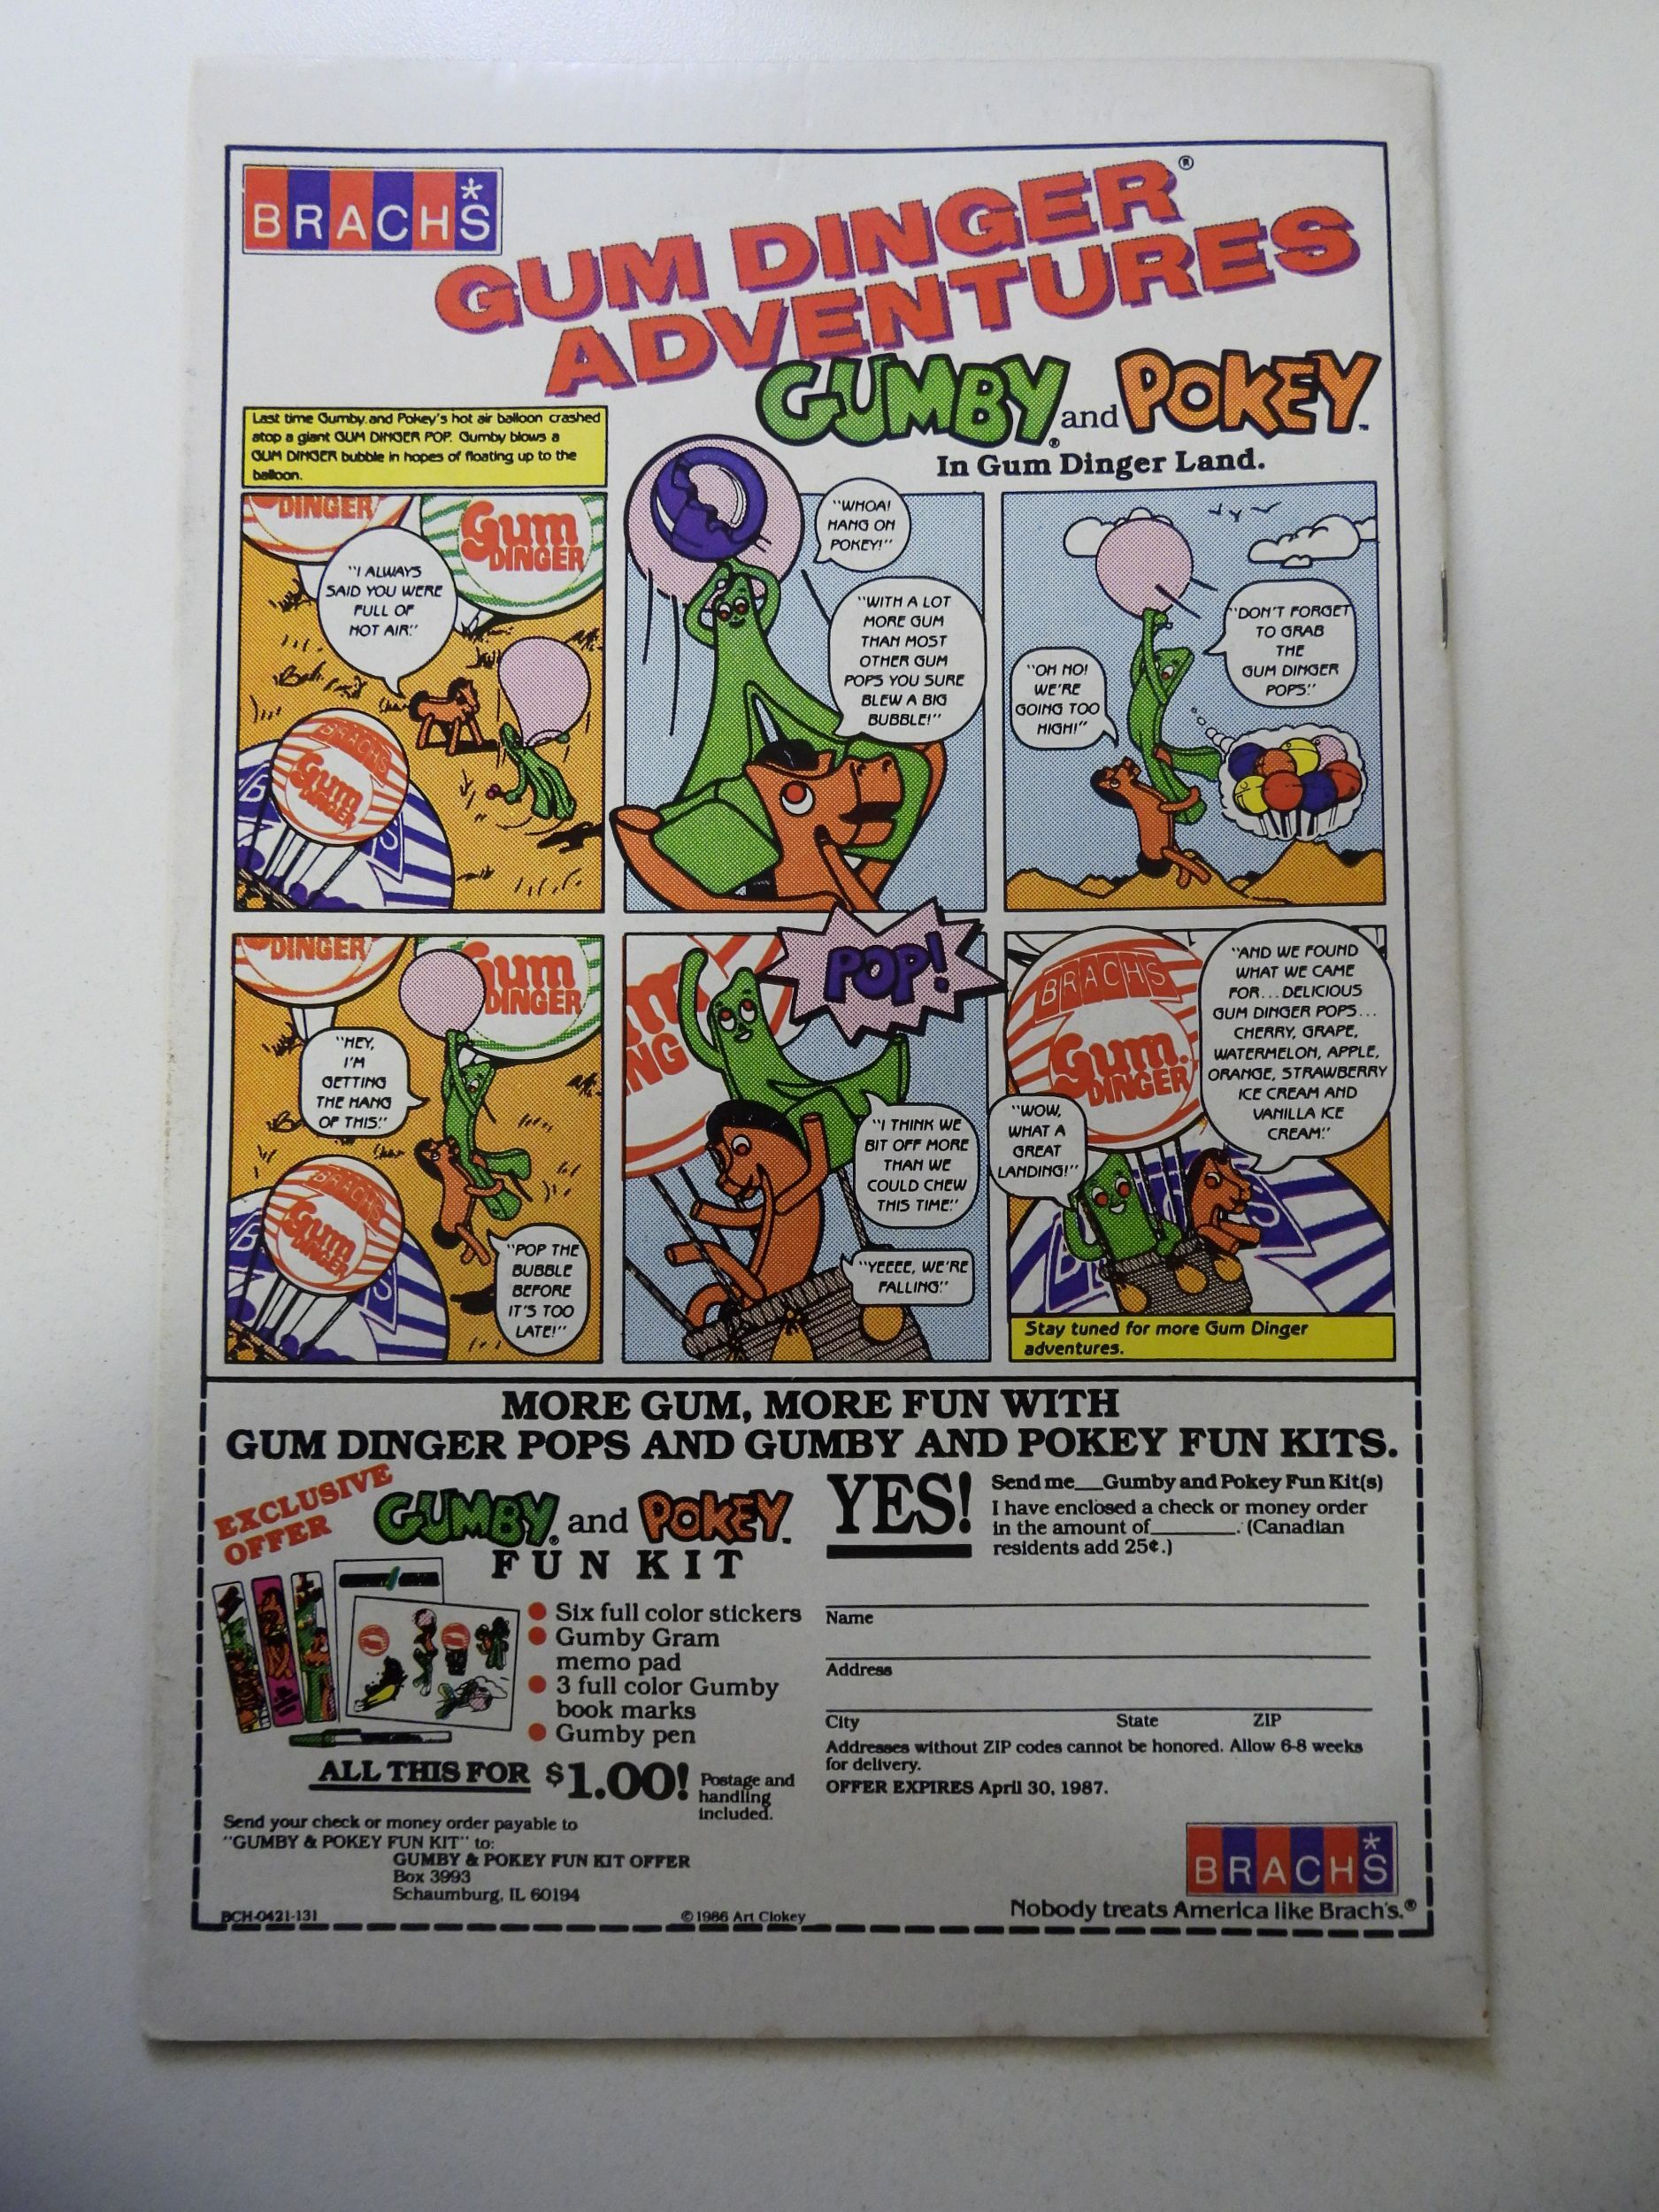 BRACH'S
GUM DINGER®
ADVENTURES
GUMBY® and POKEY™
In Gum Dinger Land.
Last time Gumby and Pokey's hot air balloon crashed
atop a giant GUM DINGER POP. Gumby blows a
GUM DINGER bubble in hopes of floating up to the
balloon.
DINGER
Gum
DINGER
"I ALWAYS
SAID YOU WERE
FULL OF
HOT AIR."
BRACHS
Gum
DINGER
"WHOA!
HANG ON
POKEY!"
"WITH A LOT
MORE GUM
THAN MOST
OTHER GUM
POPS YOU SURE
BLEW A BIG
BUBBLE!"
"OH NO!
WE'RE
GOING TOO
HIGH!"
"DON'T FORGET
TO GRAB
THE
GUM DINGER
POPS."
DINGER
Gum
DINGER
"HEY,
I'M
GETTING
THE HANG
OF THIS."
BRACHS
Gum
DINGER
"POP THE
BUBBLE
BEFORE
IT'S TOO
LATE!"
POP!
"I THINK WE
BIT OFF MORE
THAN WE
COULD CHEW
THIS TIME."
"YEEEE, WE'RE
FALLING."
BRACHS
Gum
DINGER
"WOW,
WHAT A
GREAT
LANDING!"
"AND WE FOUND
WHAT WE CAME
FOR...DELICIOUS
GUM DINGER POPS...
CHERRY, GRAPE,
WATERMELON, APPLE,
ORANGE, STRAWBERRY
ICE CREAM AND
VANILLA ICE
CREAM."
Stay tuned for more Gum Dinger
adventures.
MORE GUM, MORE FUN WITH
GUM DINGER POPS AND GUMBY AND POKEY FUN KITS.
EXCLUSIVE
OFFER
GUMBY® and POKEY™
FUN KIT
Six full color stickers
Gumby Gram
memo pad
3 full color Gumby
book marks
Gumby pen
ALL THIS FOR $1.00! Postage and
handling
included.
Send your check or money order payable to
"GUMBY & POKEY FUN KIT" to:
GUMBY & POKEY FUN KIT OFFER
Box 3993
Schaumburg, IL 60194
BCH-0421-131
© 1986 Art Clokey
YES!
Send me__Gumby and Pokey Fun Kit(s)
I have enclosed a check or money order
in the amount of________. (Canadian
residents add 25¢.)
Name
Address
City State ZIP
Addresses without ZIP codes cannot be honored. Allow 6-8 weeks
for delivery.
OFFER EXPIRES April 30, 1987.
BRACH'S
Nobody treats America like Brach's.®